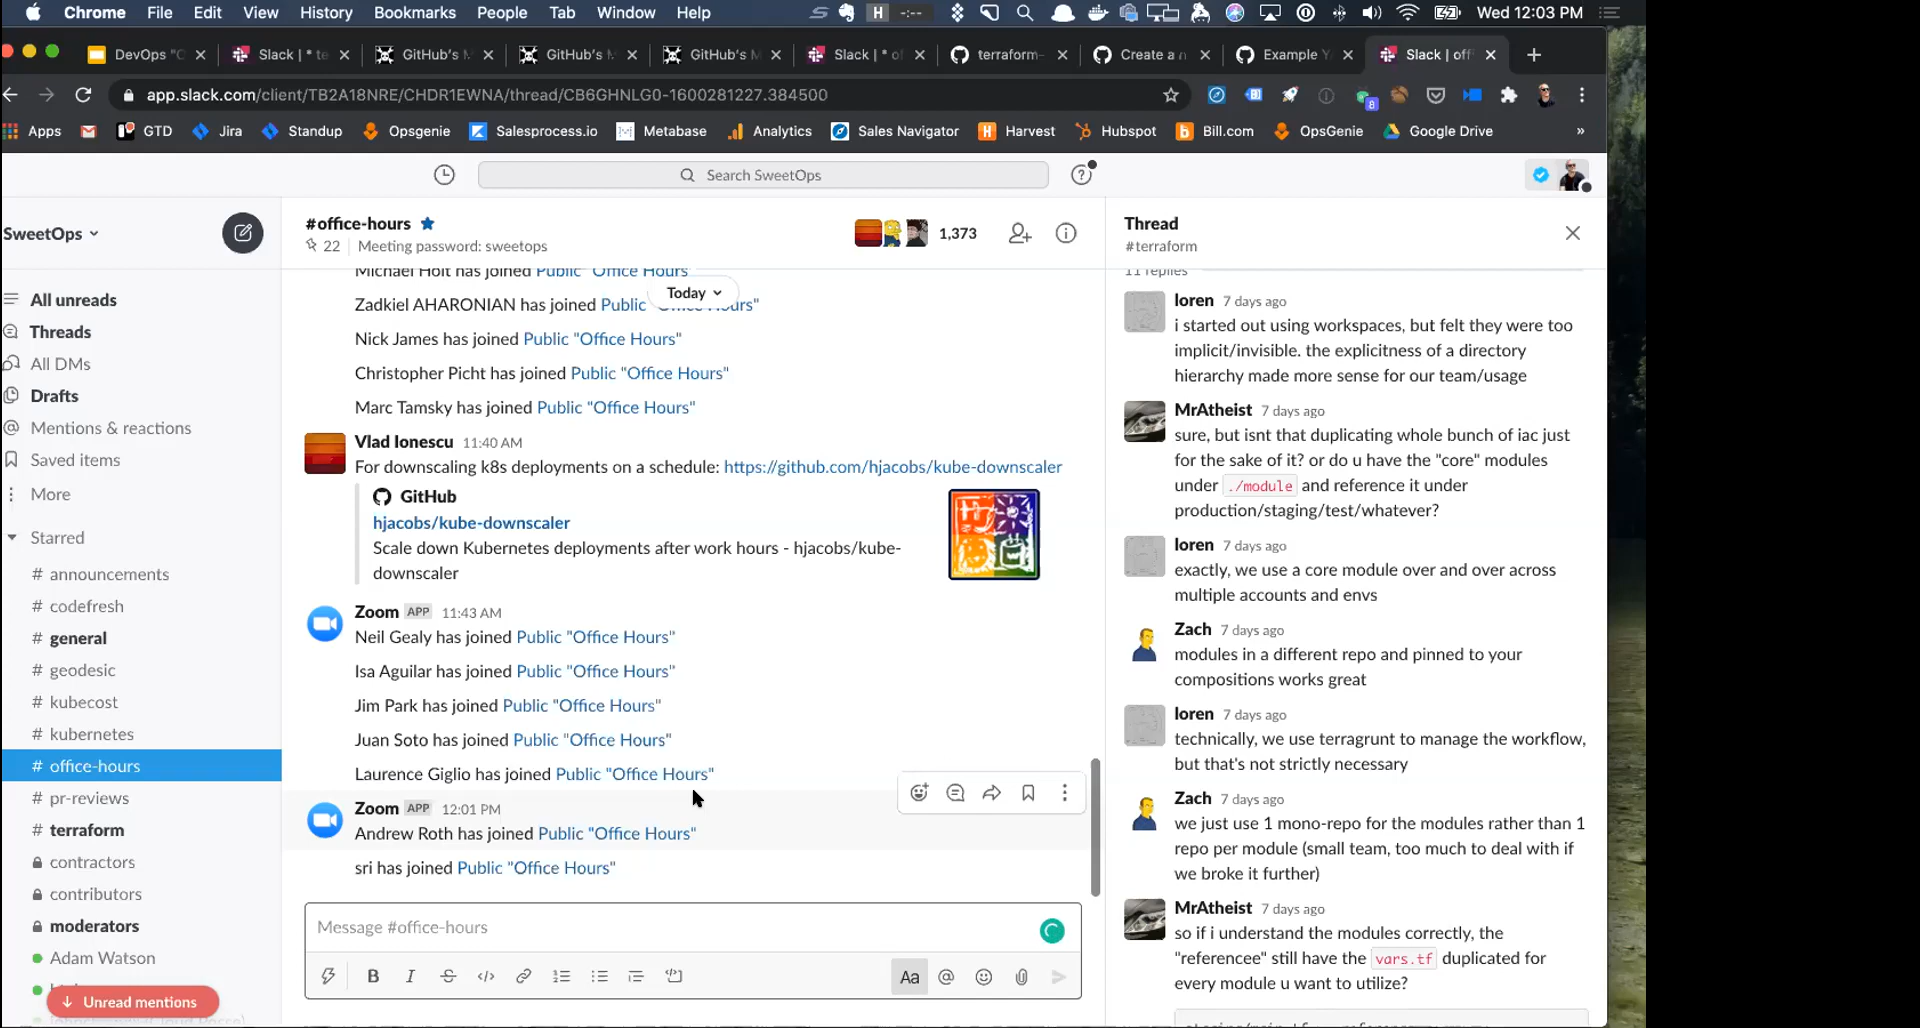 Chrome File Edit View History Bookmarks People Tab Window Help
H -:-- Wed 12:03 PM
DevOps "C
Slack | * te
GitHub's M
GitHub's M
GitHub's M
Slack | * of
terraform-
Create a n
Example Y
Slack | off
app.slack.com/client/TB2A18NRE/CHDR1EWNA/thread/CB6GHNLG0-1600281227.384500
8
Apps GTD Jira Standup Opsgenie Salesprocess.io Metabase Analytics Sales Navigator Harvest Hubspot Bill.com OpsGenie Google Drive »
Search SweetOps
SweetOps
All unreads
Threads
All DMs
Drafts
Mentions & reactions
Saved items
More
Starred
# announcements
# codefresh
# general
# geodesic
# kubecost
# kubernetes
# office-hours
# pr-reviews
# terraform
contractors
contributors
moderators
Adam Watson
↓ Unread mentions
#office-hours
22 | Meeting password: sweetops
1,373
Michael Holt has joined Public "Office Hours"
Today
Zadkiel AHARONIAN has joined Public "Office Hours"
Nick James has joined Public "Office Hours"
Christopher Picht has joined Public "Office Hours"
Marc Tamsky has joined Public "Office Hours"
Vlad Ionescu 11:40 AM
For downscaling k8s deployments on a schedule: https://github.com/hjacobs/kube-downscaler
GitHub
hjacobs/kube-downscaler
Scale down Kubernetes deployments after work hours - hjacobs/kube-
downscaler
Zoom APP 11:43 AM
Neil Gealy has joined Public "Office Hours"
Isa Aguilar has joined Public "Office Hours"
Jim Park has joined Public "Office Hours"
Juan Soto has joined Public "Office Hours"
Laurence Giglio has joined Public "Office Hours"
Zoom APP 12:01 PM
Andrew Roth has joined Public "Office Hours"
sri has joined Public "Office Hours"
Message #office-hours
B I S Aa @
Thread
#terraform
11 replies
loren 7 days ago
i started out using workspaces, but felt they were too
implicit/invisible. the explicitness of a directory
hierarchy made more sense for our team/usage
MrAtheist 7 days ago
sure, but isnt that duplicating whole bunch of iac just
for the sake of it? or do u have the "core" modules
under ./module and reference it under
production/staging/test/whatever?
loren 7 days ago
exactly, we use a core module over and over across
multiple accounts and envs
Zach 7 days ago
modules in a different repo and pinned to your
compositions works great
loren 7 days ago
technically, we use terragrunt to manage the workflow,
but that's not strictly necessary
Zach 7 days ago
we just use 1 mono-repo for the modules rather than 1
repo per module (small team, too much to deal with if
we broke it further)
MrAtheist 7 days ago
so if i understand the modules correctly, the
"referencee" still have the vars.tf duplicated for
every module u want to utilize?